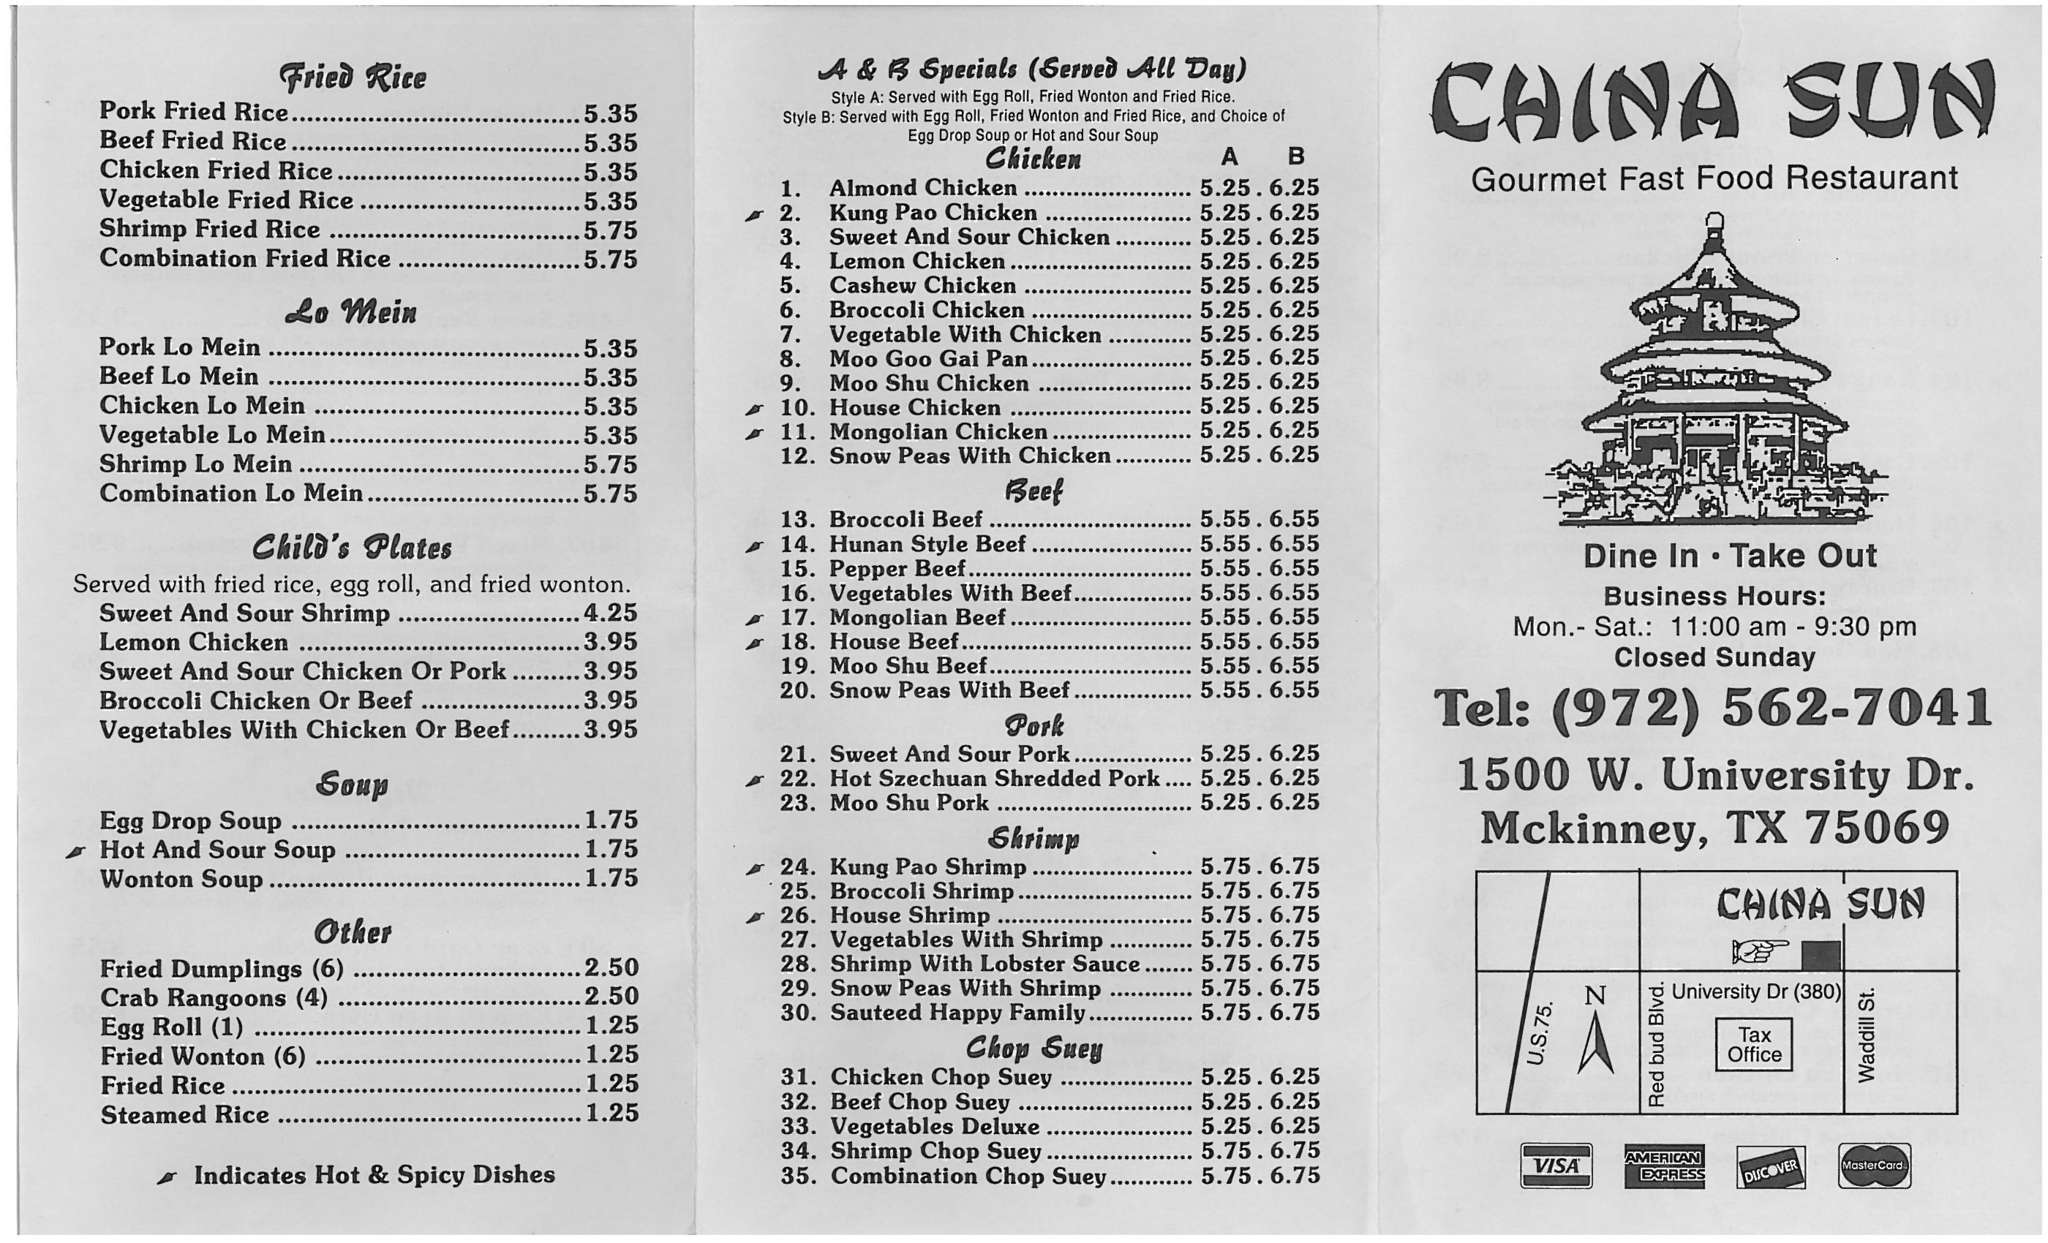 Fried Rice
Pork Fried Rice..........5.35
Beef Fried Rice..........5.35
Chicken Fried Rice..........5.35
Vegetable Fried Rice..........5.35
Shrimp Fried Rice..........5.75
Combination Fried Rice..........5.75
Lo Mein
Pork Lo Mein..........5.35
Beef Lo Mein..........5.35
Chicken Lo Mein..........5.35
Vegetable Lo Mein..........5.35
Shrimp Lo Mein..........5.75
Combination Lo Mein..........5.75
Child's Plates
Served with fried rice, egg roll, and fried wonton.
Sweet And Sour Shrimp..........4.25
Lemon Chicken..........3.95
Sweet And Sour Chicken Or Pork........3.95
Broccoli Chicken Or Beef..........3.95
Vegetables With Chicken Or Beef.........3.95
Soup
Egg Drop Soup..........1.75
Hot And Sour Soup..........1.75
Wonton Soup..........1.75
Other
Fried Dumplings (6)..........2.50
Crab Rangoons (4)..........2.50
Egg Roll (1)..........1.25
Fried Wonton (6)..........1.25
Fried Rice..........1.25
Steamed Rice..........1.25
Indicates Hot & Spicy Dishes
A & B Specials (Served All Day)
Style A: Served with Egg Roll, Fried Wonton and Fried Rice.
Style B: Served with Egg Roll, Fried Wonton and Fried Rice, and Choice of
Egg Drop Soup or Hot and Sour Soup
Chicken A B
1. Almond Chicken.......... 5.25 . 6.25
2. Kung Pao Chicken.......... 5.25 . 6.25
3. Sweet And Sour Chicken.......... 5.25 . 6.25
4. Lemon Chicken.......... 5.25 . 6.25
5. Cashew Chicken.......... 5.25 . 6.25
6. Broccoli Chicken.......... 5.25 . 6.25
7. Vegetable With Chicken.......... 5.25 . 6.25
8. Moo Goo Gai Pan.......... 5.25 . 6.25
9. Moo Shu Chicken.......... 5.25 . 6.25
10. House Chicken.......... 5.25 . 6.25
11. Mongolian Chicken.......... 5.25 . 6.25
12. Snow Peas With Chicken.......... 5.25 . 6.25
Beef
13. Broccoli Beef.......... 5.55 . 6.55
14. Hunan Style Beef.......... 5.55 . 6.55
15. Pepper Beef.......... 5.55 . 6.55
16. Vegetables With Beef.......... 5.55 . 6.55
17. Mongolian Beef.......... 5.55 . 6.55
18. House Beef.......... 5.55 . 6.55
19. Moo Shu Beef.......... 5.55 . 6.55
20. Snow Peas With Beef.......... 5.55 . 6.55
Pork
21. Sweet And Sour Pork.......... 5.25 . 6.25
22. Hot Szechuan Shredded Pork .... 5.25 . 6.25
23. Moo Shu Pork.......... 5.25 . 6.25
Shrimp
24. Kung Pao Shrimp.......... 5.75 . 6.75
25. Broccoli Shrimp.......... 5.75 . 6.75
26. House Shrimp.......... 5.75 . 6.75
27. Vegetables With Shrimp.......... 5.75 . 6.75
28. Shrimp With Lobster Sauce....... 5.75 . 6.75
29. Snow Peas With Shrimp.......... 5.75 . 6.75
30. Sauteed Happy Family.......... 5.75 . 6.75
Chop Suey
31. Chicken Chop Suey.......... 5.25 . 6.25
32. Beef Chop Suey.......... 5.25 . 6.25
33. Vegetables Deluxe.......... 5.25 . 6.25
34. Shrimp Chop Suey.......... 5.75 . 6.75
35. Combination Chop Suey.......... 5.75 . 6.75
CHINA SUN
Gourmet Fast Food Restaurant
Dine In · Take Out
Business Hours:
Mon.- Sat.: 11:00 am - 9:30 pm
Closed Sunday
Tel: (972) 562-7041
1500 W. University Dr.
Mckinney, TX 75069
CHINA SUN
U.S.75.
N
Red bud Blvd.
University Dr (380)
Tax
Office
Waddill St.
VISA
AMERICAN
EXPRESS
DISCOVER
MasterCard